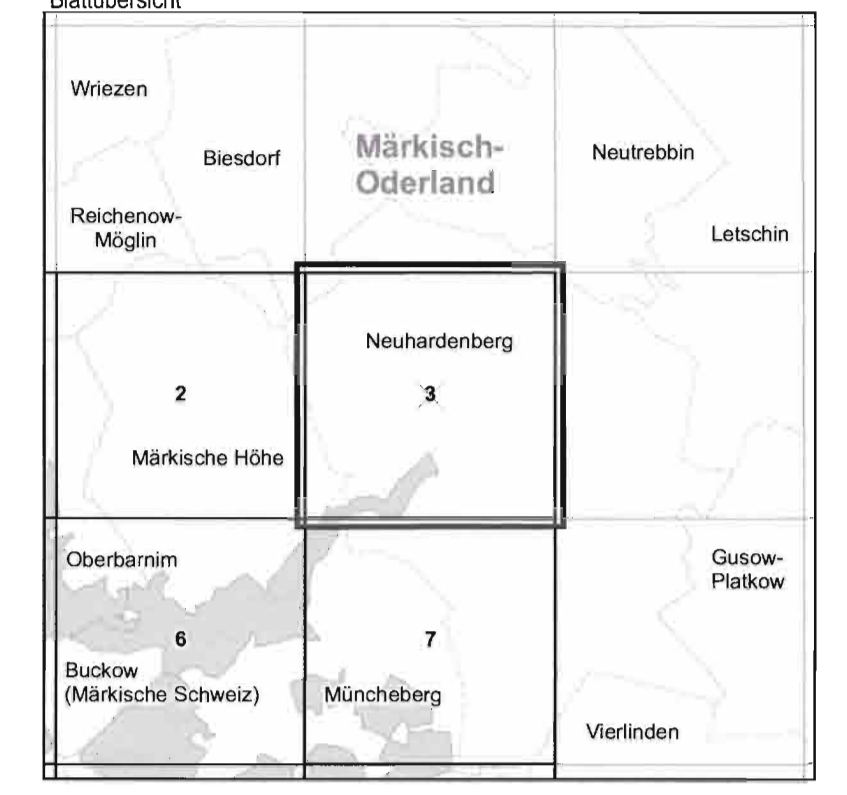 Blattübersicht
Wriezen
Biesdorf
Märkisch-
Oderland
Neutrebbin
Reichenow-
Möglin
Letschin
Neuhardenberg
2
3
Märkische Höhe
Oberbarnim
Gusow-
Platkow
6
7
Buckow
(Märkische Schweiz)
Müncheberg
Vierlinden